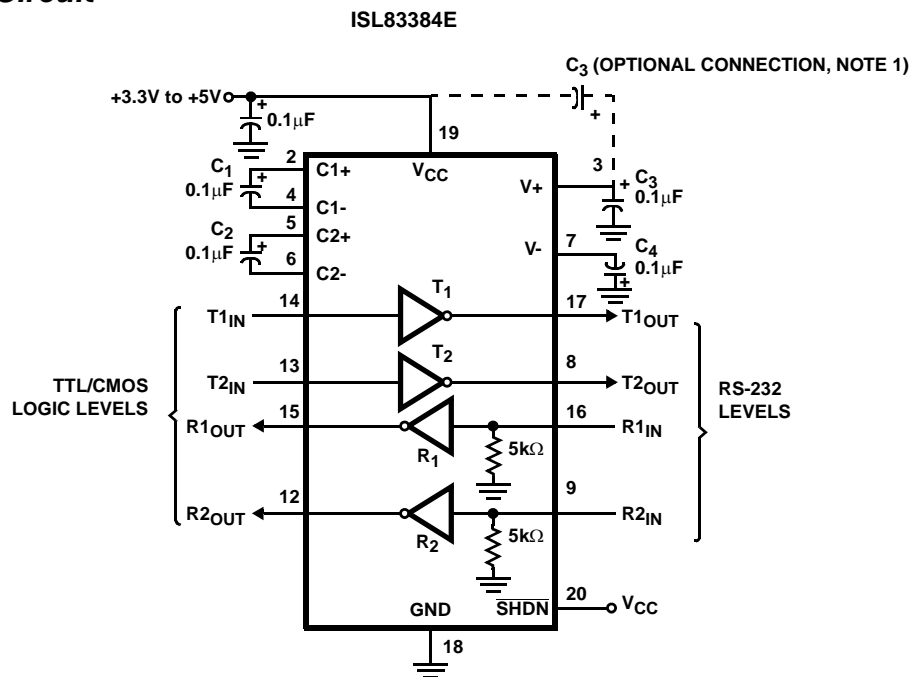 Circuit
ISL83384E
C3 (OPTIONAL CONNECTION, NOTE 1)
+3.3V to +5V
+
0.1μF
+
19
2
C1
0.1μF
+
4
C1+
C1-
VCC
3
V+
+
C3
0.1μF
5
C2
0.1μF
+
6
C2+
C2-
7
V-
C4
0.1μF
+
T1IN
14
T1
17
T1OUT
T2IN
13
T2
8
T2OUT
TTL/CMOS
LOGIC LEVELS
RS-232
LEVELS
R1OUT
15
R1
16
R1IN
5kΩ
R2OUT
12
R2
9
R2IN
5kΩ
GND
SHDN
20
VCC
18